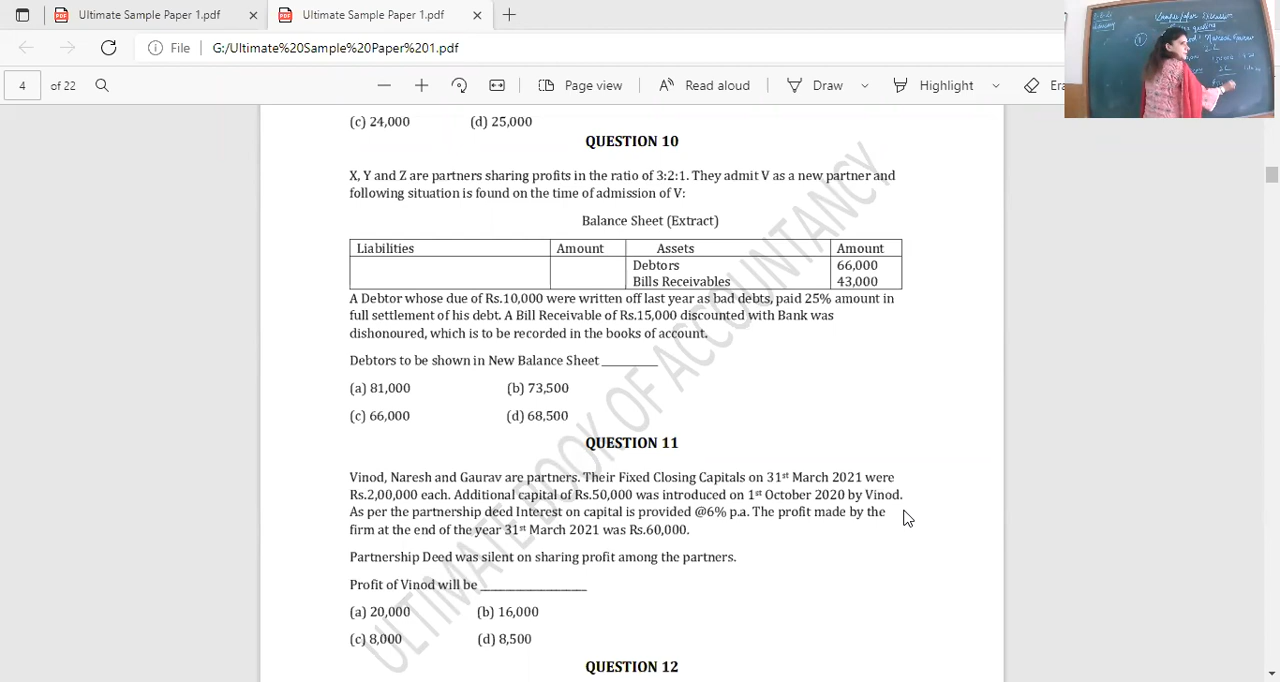 Ultimate Sample Paper 1.pdf
Ultimate Sample Paper 1.pdf
File G:/Ultimate%20Sample%20Paper%201.pdf
4 of 22
Page view
Read aloud
Draw
Highlight
Era
(c) 24,000 (d) 25,000
QUESTION 10
X, Y and Z are partners sharing profits in the ratio of 3:2:1. They admit V as a new partner and
following situation is found on the time of admission of V:
Balance Sheet (Extract)
Liabilities Amount Assets Amount
Debtors 66,000
Bills Receivables 43,000
A Debtor whose due of Rs.10,000 were written off last year as bad debts, paid 25% amount in
full settlement of his debt. A Bill Receivable of Rs.15,000 discounted with Bank was
dishonoured, which is to be recorded in the books of account.
Debtors to be shown in New Balance Sheet _________
(a) 81,000 (b) 73,500
(c) 66,000 (d) 68,500
QUESTION 11
Vinod, Naresh and Gaurav are partners. Their Fixed Closing Capitals on 31st March 2021 were
Rs.2,00,000 each. Additional capital of Rs.50,000 was introduced on 1st October 2020 by Vinod.
As per the partnership deed Interest on capital is provided @6% p.a. The profit made by the
firm at the end of the year 31st March 2021 was Rs.60,000.
Partnership Deed was silent on sharing profit among the partners.
Profit of Vinod will be _________________
(a) 20,000 (b) 16,000
(c) 8,000 (d) 8,500
QUESTION 12
ULTIMATE BOOK OF ACCOUNTANCY